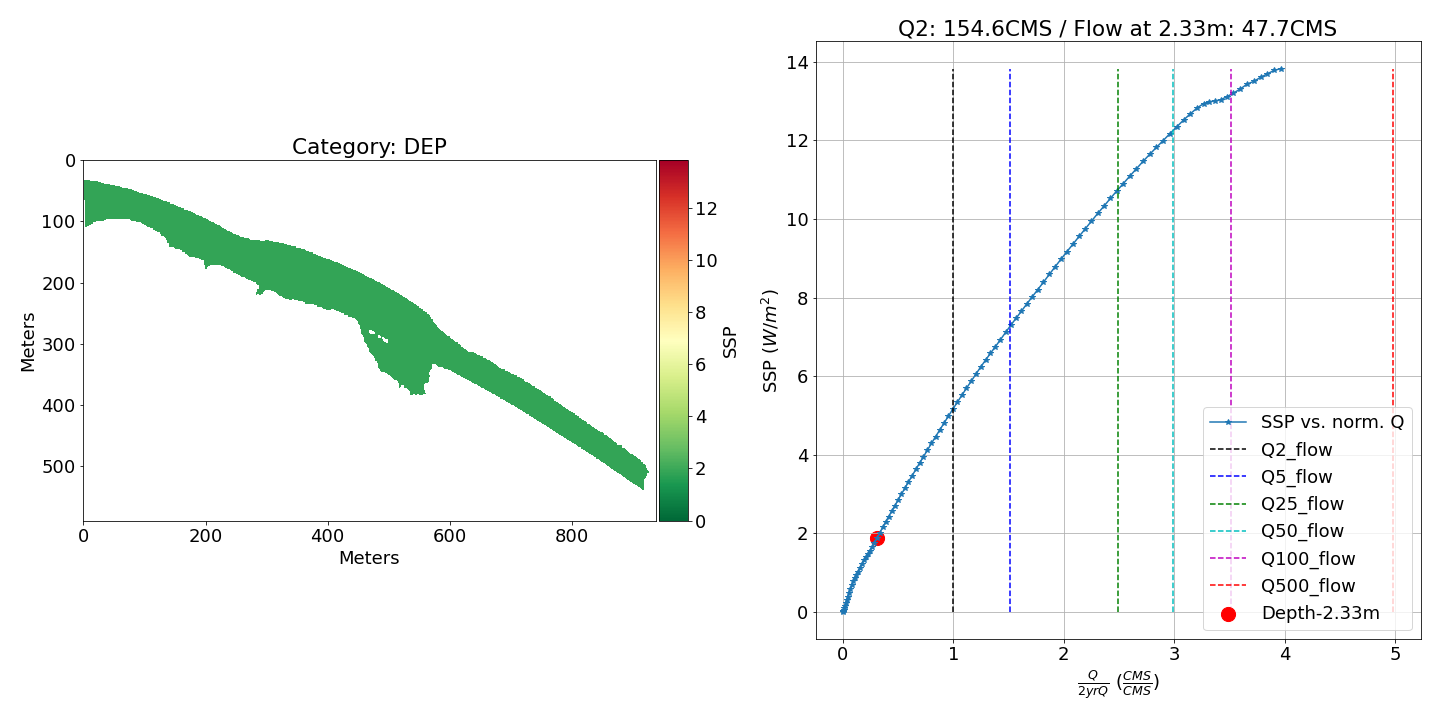 Category: DEP
0
100
200
300
400
500
Meters
0 200 400 600 800
Meters
12
10
8
6
4
2
0
SSP
Q2: 154.6CMS / Flow at 2.33m: 47.7CMS
14
12
10
8
6
4
2
0
SSP (W/m²)
SSP vs. norm. Q
Q2_flow
Q5_flow
Q25_flow
Q50_flow
Q100_flow
Q500_flow
Depth-2.33m
0 1 2 3 4 5
Q/2yrQ (CMS/CMS)